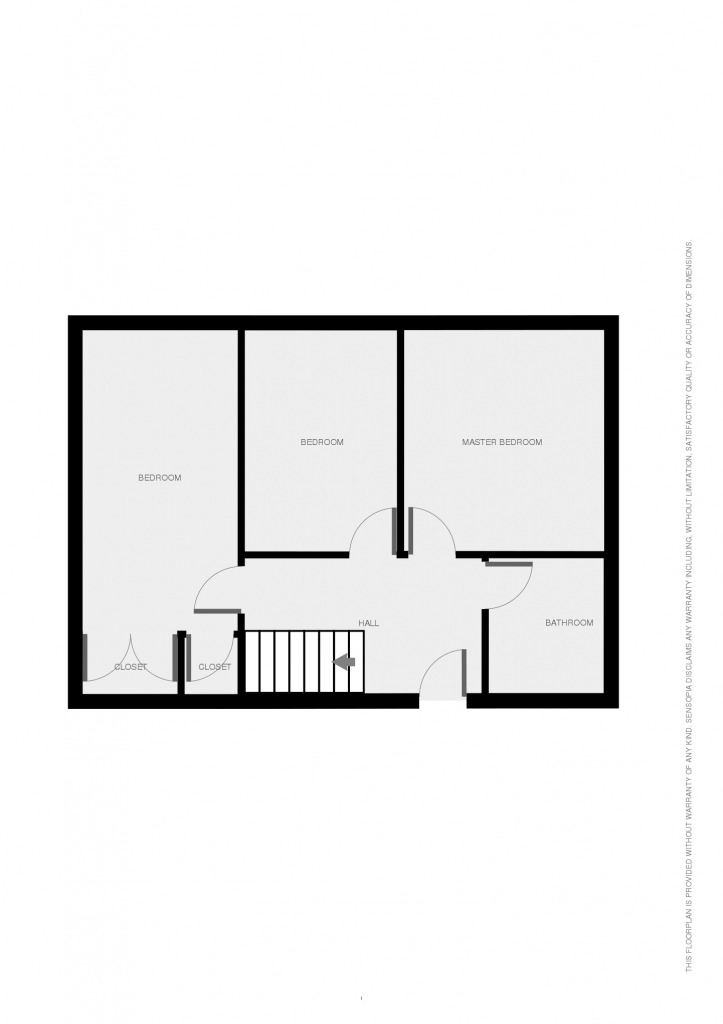 BEDROOM
MASTER BEDROOM
BEDROOM
HALL
BATHROOM
CLOSET
CLOSET
THIS FLOORPLAN IS PROVIDED WITHOUT WARRANTY OF ANY KIND. SENSOPIA DISCLAIMS ANY WARRANTY INCLUDING, WITHOUT LIMITATION, SATISFACTORY QUALITY OR ACCURACY OF DIMENSIONS.